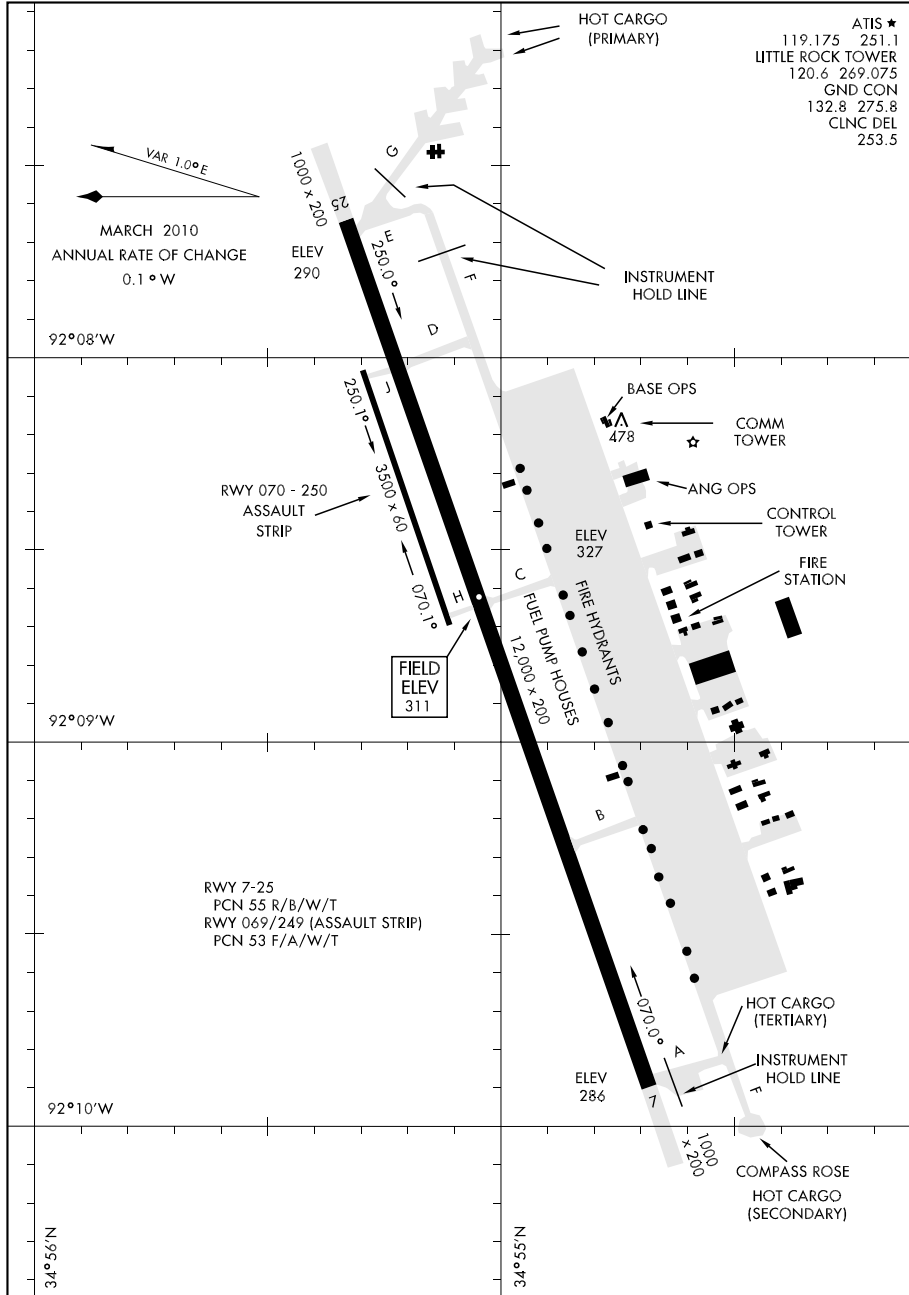 HOT CARGO
(PRIMARY)
ATIS ★
119.175 251.1
LITTLE ROCK TOWER
120.6 269.075
GND CON
132.8 275.8
CLNC DEL
253.5
VAR 1.0° E
MARCH 2010
ANNUAL RATE OF CHANGE
0.1° W
1000 x 200
25
G
ELEV
290
E
250.0°
F
INSTRUMENT
HOLD LINE
D
92°08'W
J
BASE OPS
478
COMM
TOWER
250.1°
3500 x 60
070.1°
RWY 070 - 250
ASSAULT
STRIP
ANG OPS
CONTROL
TOWER
ELEV
327
FIRE
STATION
C
H
FIRE HYDRANTS
FUEL PUMP HOUSES
12,000 x 200
FIELD
ELEV
311
92°09'W
B
RWY 7-25
PCN 55 R/B/W/T
RWY 069/249 (ASSAULT STRIP)
PCN 53 F/A/W/T
070.0°
A
HOT CARGO
(TERTIARY)
INSTRUMENT
HOLD LINE
ELEV
286
7
F
92°10'W
1000
x 200
COMPASS ROSE
HOT CARGO
(SECONDARY)
34°56'N
34°55'N